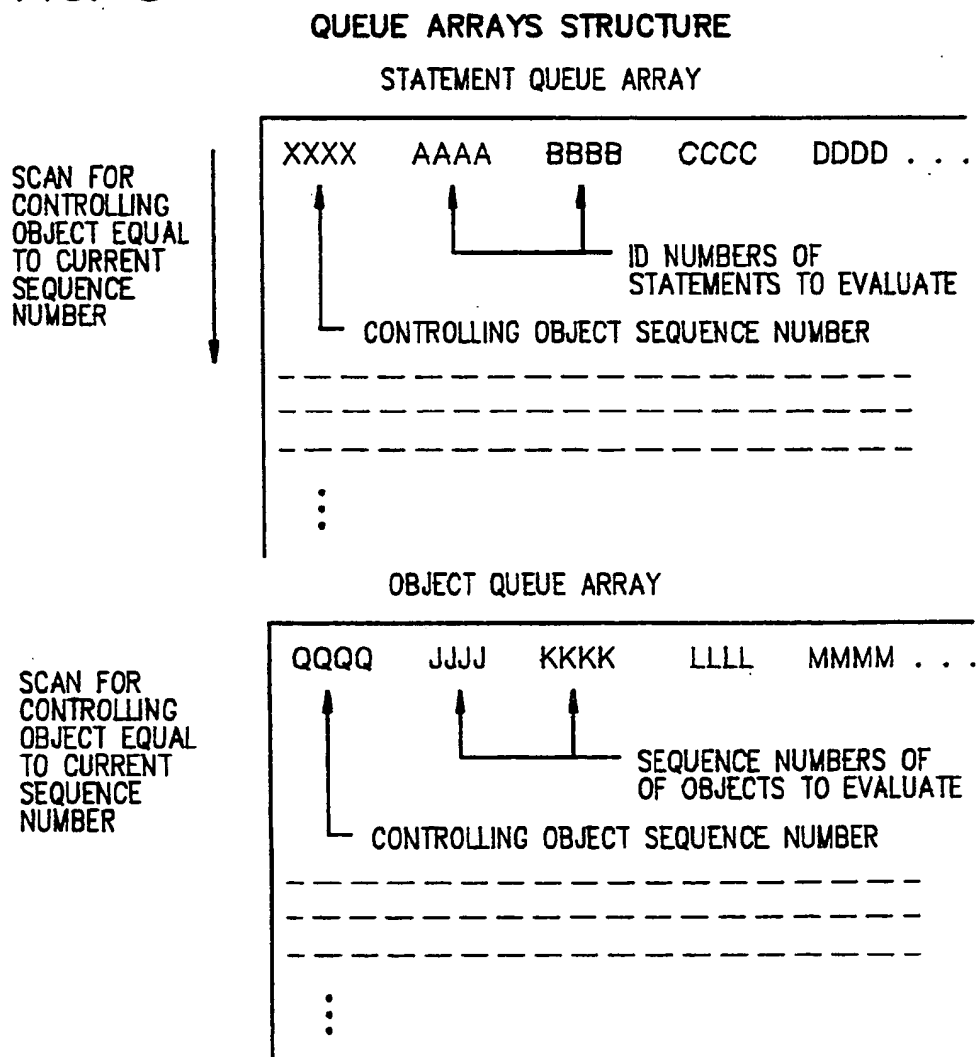 QUEUE ARRAYS STRUCTURE
STATEMENT QUEUE ARRAY
SCAN FOR
CONTROLLING
OBJECT EQUAL
TO CURRENT
SEQUENCE
NUMBER
XXXX AAAA BBBB CCCC DDDD . . .
ID NUMBERS OF
STATEMENTS TO EVALUATE
CONTROLLING OBJECT SEQUENCE NUMBER
OBJECT QUEUE ARRAY
SCAN FOR
CONTROLLING
OBJECT EQUAL
TO CURRENT
SEQUENCE
NUMBER
QQQQ JJJJ KKKK LLLL MMMM . . .
SEQUENCE NUMBERS OF
OF OBJECTS TO EVALUATE
CONTROLLING OBJECT SEQUENCE NUMBER